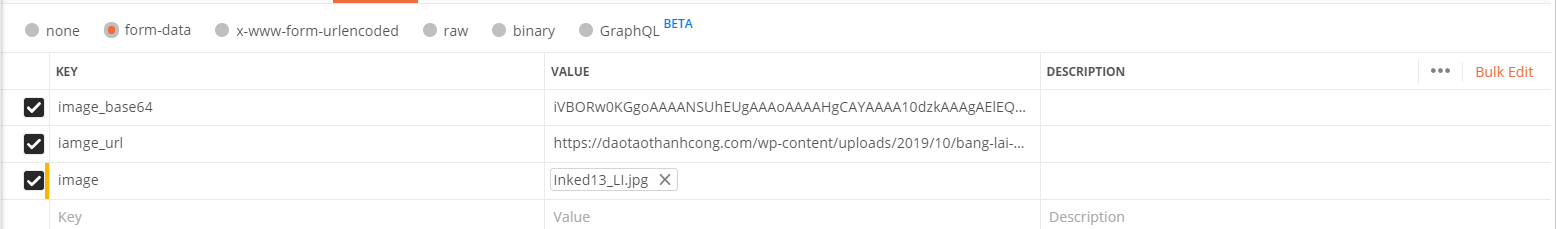 none form-data x-www-form-urlencoded raw binary GraphQL BETA
KEY VALUE DESCRIPTION ••• Bulk Edit
image_base64 iVBORw0KGgoAAAANSUhEUgAAAoAAAAHgCAYAAAA10dzkAAAgAElEQ...
iamge_url https://daotaothanhcong.com/wp-content/uploads/2019/10/bang-lai-...
image Inked13_LI.jpg
Key Value Description